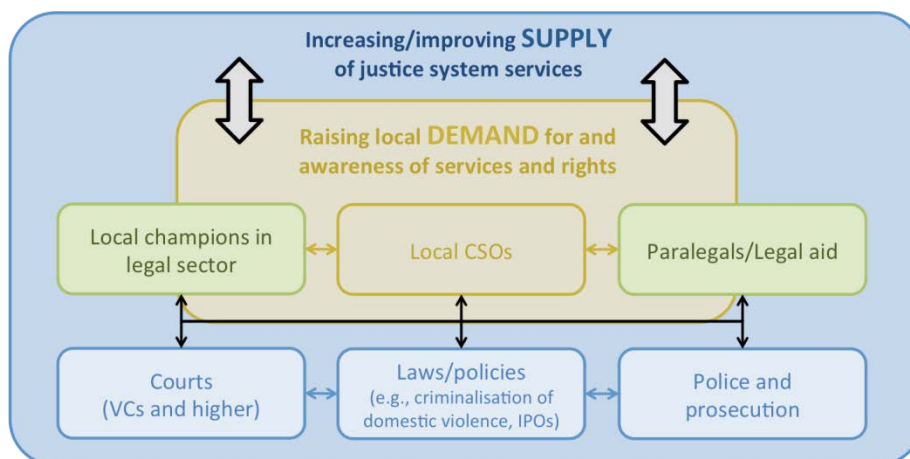 Increasing/improving SUPPLY
of justice system services
Raising local DEMAND for and
awareness of services and rights
Local champions in
legal sector
Local CSOs
Paralegals/Legal aid
Courts
(VCs and higher)
Laws/policies
(e.g., criminalisation of
domestic violence, IPOs)
Police and
prosecution